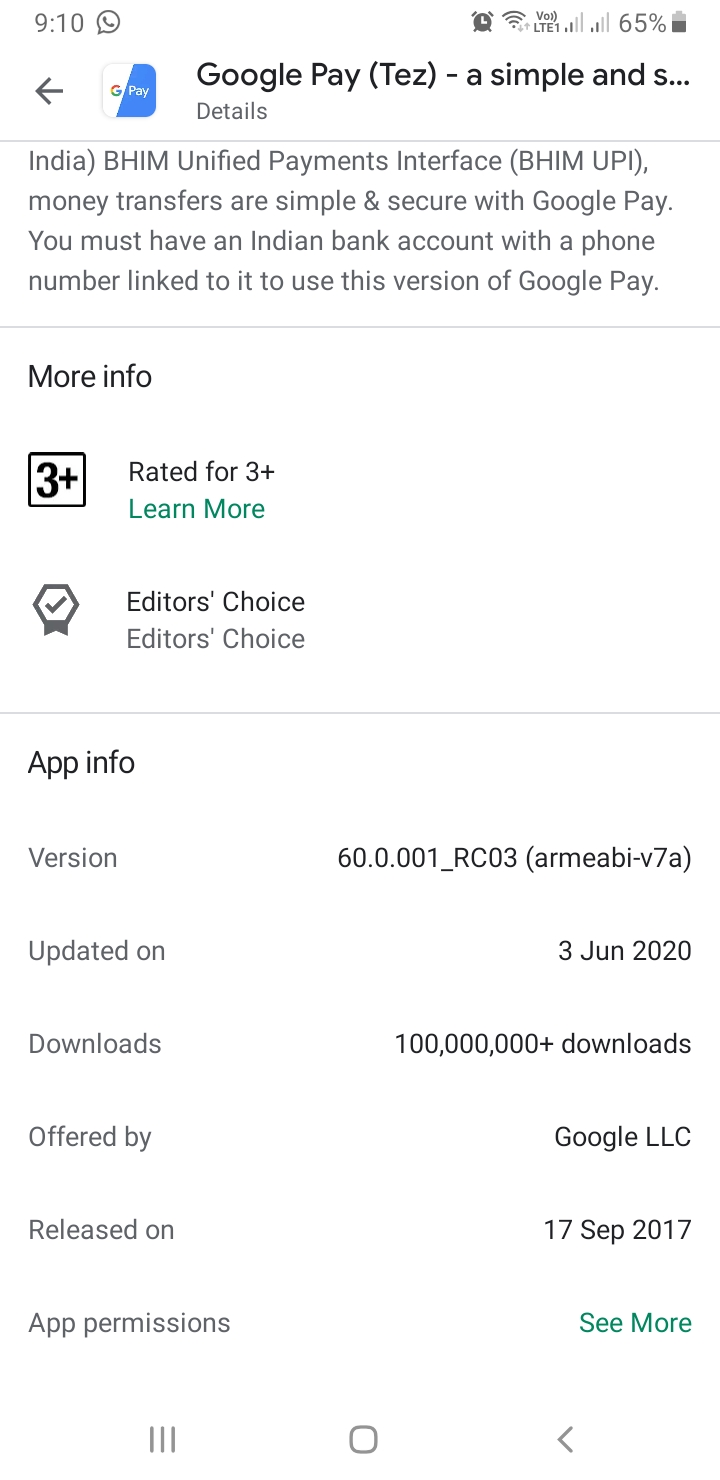 9:10 Vo) LTE1 65%
G Pay Google Pay (Tez) - a simple and s...
Details
India) BHIM Unified Payments Interface (BHIM UPI),
money transfers are simple & secure with Google Pay.
You must have an Indian bank account with a phone
number linked to it to use this version of Google Pay.
More info
3+ Rated for 3+
Learn More
Editors' Choice
Editors' Choice
App info
Version 60.0.001_RC03 (armeabi-v7a)
Updated on 3 Jun 2020
Downloads 100,000,000+ downloads
Offered by Google LLC
Released on 17 Sep 2017
App permissions See More